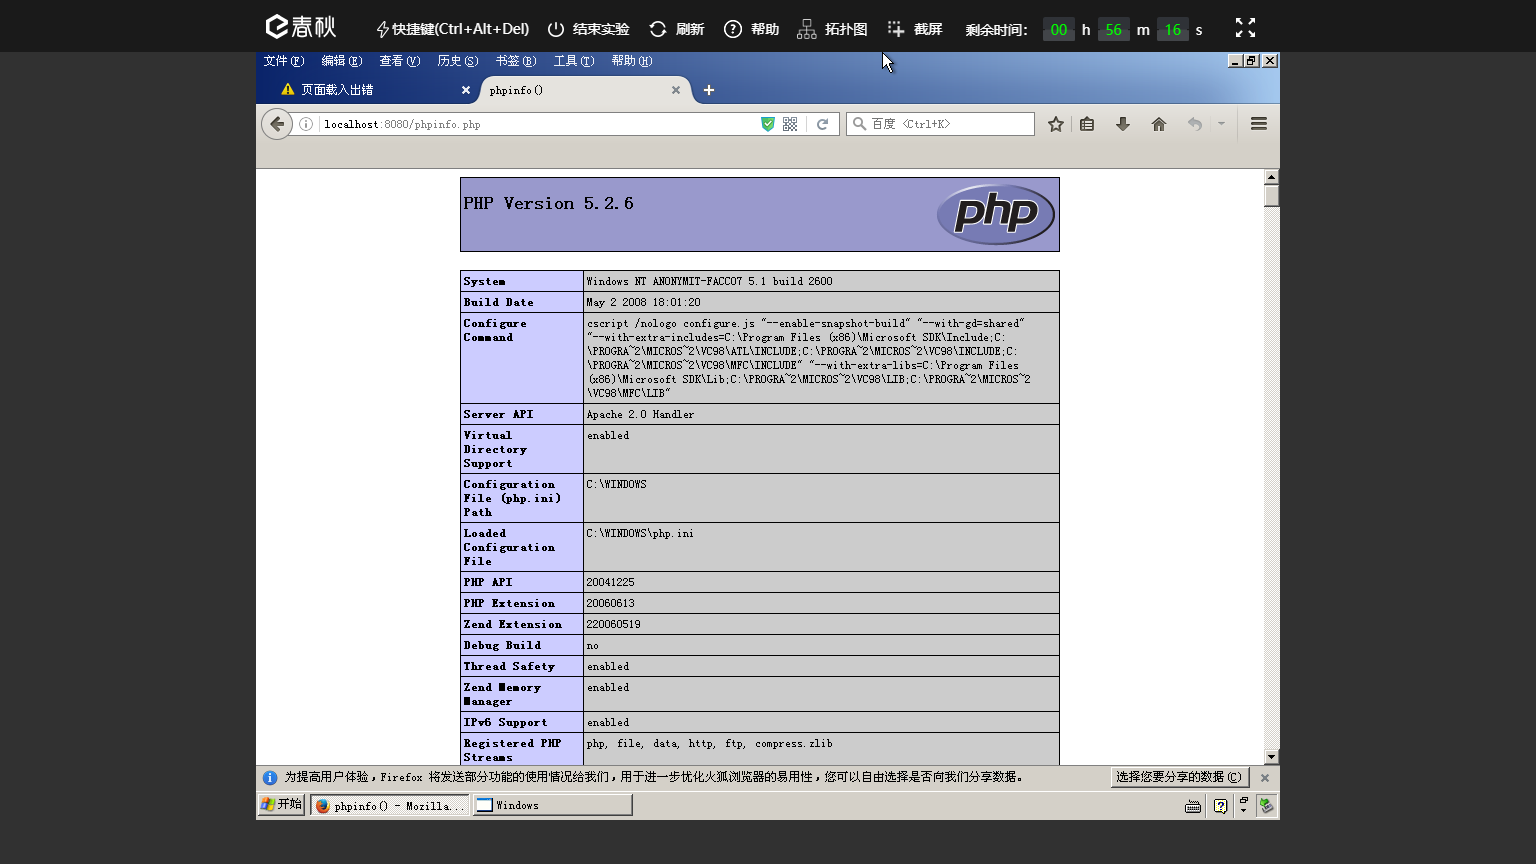 春秋 快捷键(Ctrl+Alt+Del) 结束实验 刷新 帮助 拓扑图 截屏 剩余时间: 00 h 56 m 16 s
文件(F) 编辑(E) 查看(V) 历史(S) 书签(B) 工具(T) 帮助(H)
页面载入出错 phpinfo()
localhost:8080/phpinfo.php 百度 <Ctrl+K>
PHP Version 5.2.6
php
System Windows NT ANONYMIT-FACC07 5.1 build 2600
Build Date May 2 2008 18:01:20
Configure Command cscript /nologo configure.js "--enable-snapshot-build" "--with-gd=shared"
"--with-extra-includes=C:\Program Files (x86)\Microsoft SDK\Include;C:
\PROGRA~2\MICROS~2\VC98\ATL\INCLUDE;C:\PROGRA~2\MICROS~2\VC98\INCLUDE;C:
\PROGRA~2\MICROS~2\VC98\MFC\INCLUDE" "--with-extra-libs=C:\Program Files
(x86)\Microsoft SDK\Lib;C:\PROGRA~2\MICROS~2\VC98\LIB;C:\PROGRA~2\MICROS~2
\VC98\MFC\LIB"
Server API Apache 2.0 Handler
Virtual Directory Support enabled
Configuration File (php.ini) Path C:\WINDOWS
Loaded Configuration File C:\WINDOWS\php.ini
PHP API 20041225
PHP Extension 20060613
Zend Extension 220060519
Debug Build no
Thread Safety enabled
Zend Memory Manager enabled
IPv6 Support enabled
Registered PHP Streams php, file, data, http, ftp, compress.zlib
为提高用户体验，Firefox 将发送部分功能的使用情况给我们，用于进一步优化火狐浏览器的易用性，您可以自由选择是否向我们分享数据。 选择您要分享的数据(C)
开始 phpinfo() - Mozilla... Windows